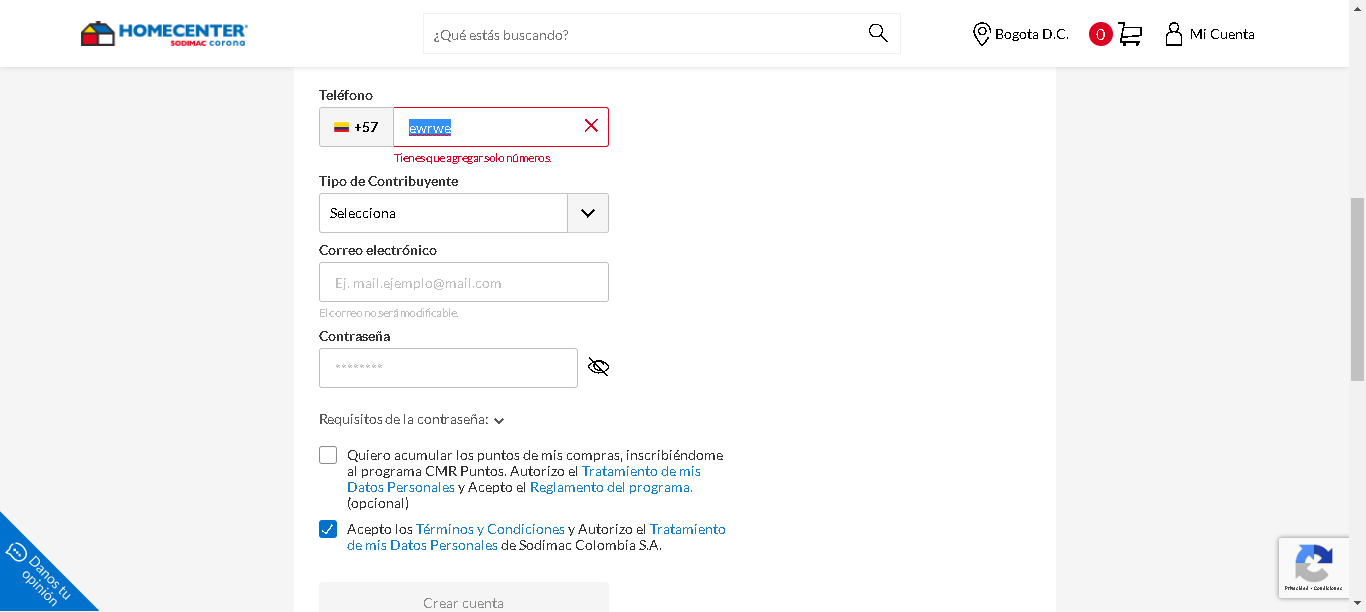 HOMECENTER
SODIMAC corona
¿Qué estás buscando?
Bogota D.C.
0
Mi Cuenta
Teléfono
+57
ewrwe
Tienes que agregar solo números.
Tipo de Contribuyente
Selecciona
Correo electrónico
Ej. mail.ejemplo@mail.com
El correo no será modificable.
Contraseña
********
Requisitos de la contraseña:
Quiero acumular los puntos de mis compras, inscribiéndome
al programa CMR Puntos. Autorizo el Tratamiento de mis
Datos Personales y Acepto el Reglamento del programa.
(opcional)
Acepto los Términos y Condiciones y Autorizo el Tratamiento
de mis Datos Personales de Sodimac Colombia S.A.
Danos tu
opinión
Privacidad - Condiciones
Crear cuenta